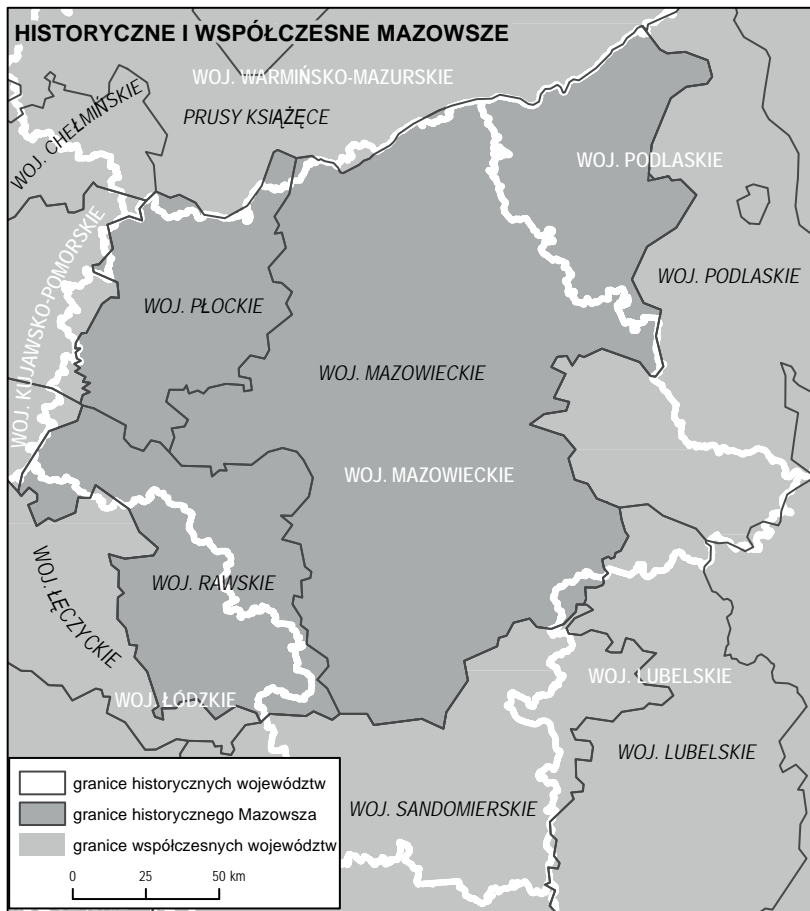 HISTORYCZNE I WSPÓŁCZESNE MAZOWSZE
WOJ. WARMIŃSKO-MAZURSKIE
PRUSY KSIĄŻĘCE
WOJ. CHEŁMIŃSKIE
WOJ. PODLASKIE
WOJ. KUJAWSKO-POMORSKIE
WOJ. PODLASKIE
WOJ. PŁOCKIE
WOJ. MAZOWIECKIE
WOJ. MAZOWIECKIE
WOJ. ŁĘCZYCKIE
WOJ. RAWSKIE
WOJ. ŁÓDZKIE
WOJ. LUBELSKIE
WOJ. LUBELSKIE
WOJ. SANDOMIERSKIE
granice historycznych województw
granice historycznego Mazowsza
granice współczesnych województw
0 25 50 km